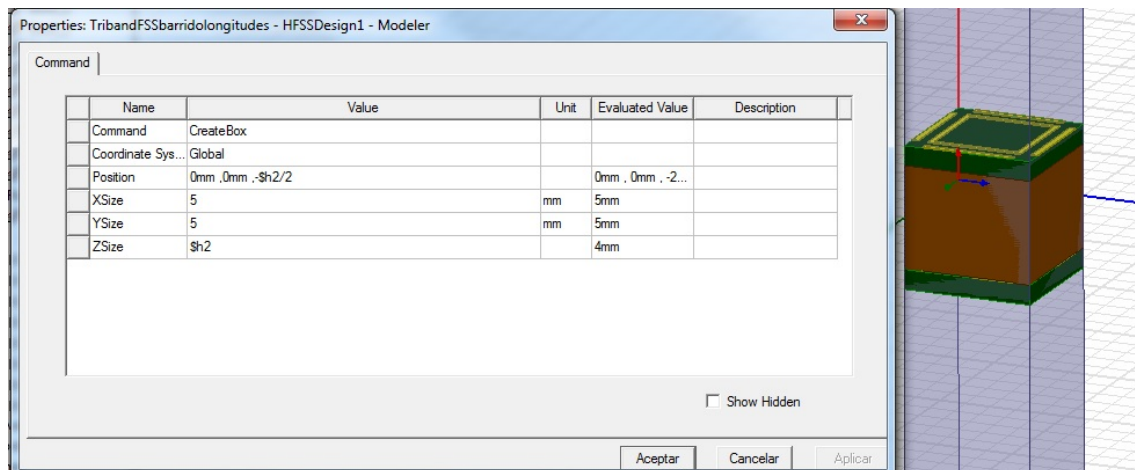 Properties: TribandFSSbarridolongitudes - HFSSDesign1 - Modeler
x
Command
Name Value Unit Evaluated Value Description
Command CreateBox
Coordinate Sys... Global
Position 0mm ,0mm ,-$h2/2 0mm , 0mm , -2...
XSize 5 mm 5mm
YSize 5 mm 5mm
ZSize $h2 4mm
Show Hidden
Aceptar Cancelar Aplicar